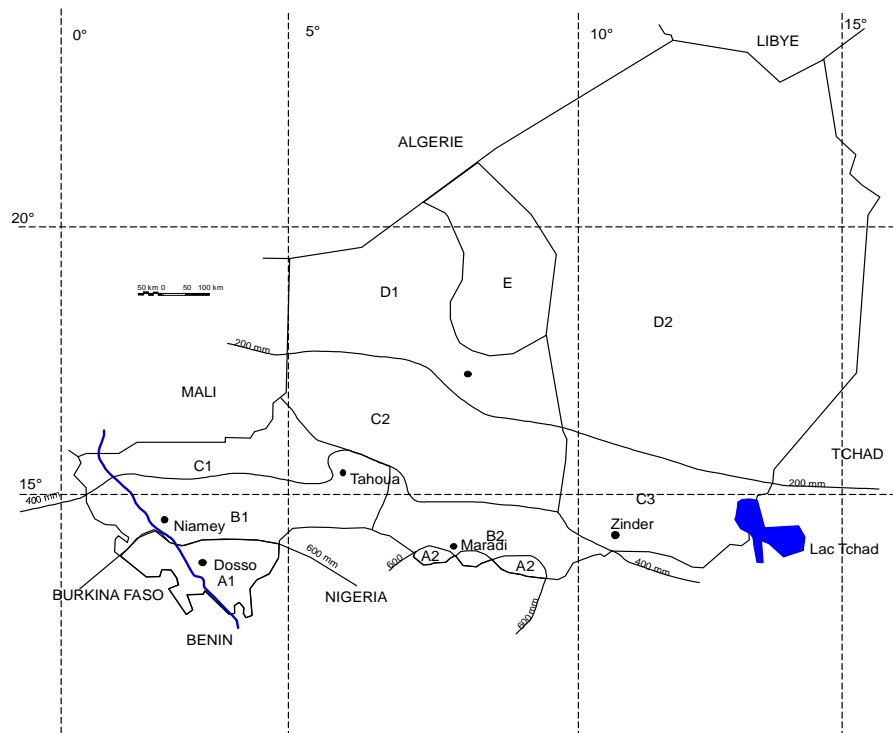 0°
5°
10°
15°
LIBYE
ALGERIE
20°
E
D1
50 km 0 50 100 km
D2
200 mm
MALI
C2
TCHAD
C1
Tahoua
15°
200 mm
400 mm
C3
B1
Niamey
Zinder
B2
Maradi
Lac Tchad
600 mm
600
A2
A2
Dosso
A1
400 mm
BURKINA FASO
NIGERIA
600 mm
BENIN